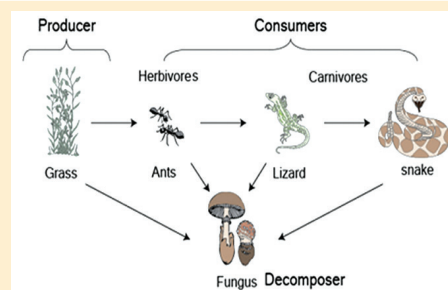 Producer
Consumers
Herbivores
Carnivores
Grass
Ants
Lizard
snake
Fungus Decomposer